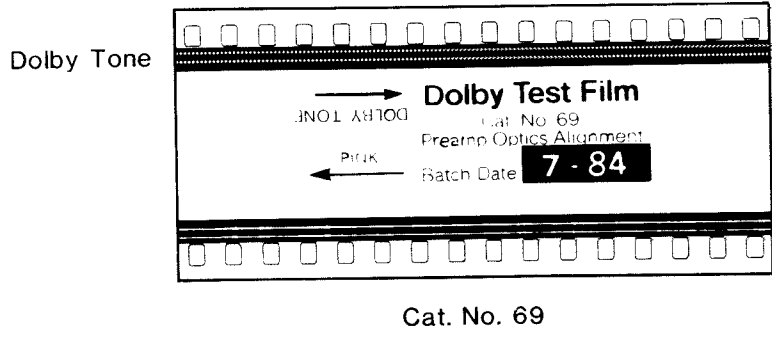 Dolby Tone
Dolby Test Film
DOLBY TONE
Cat. No 69
Preamp Optics Alignment
PINK
Batch Date 7 - 84
Cat. No. 69